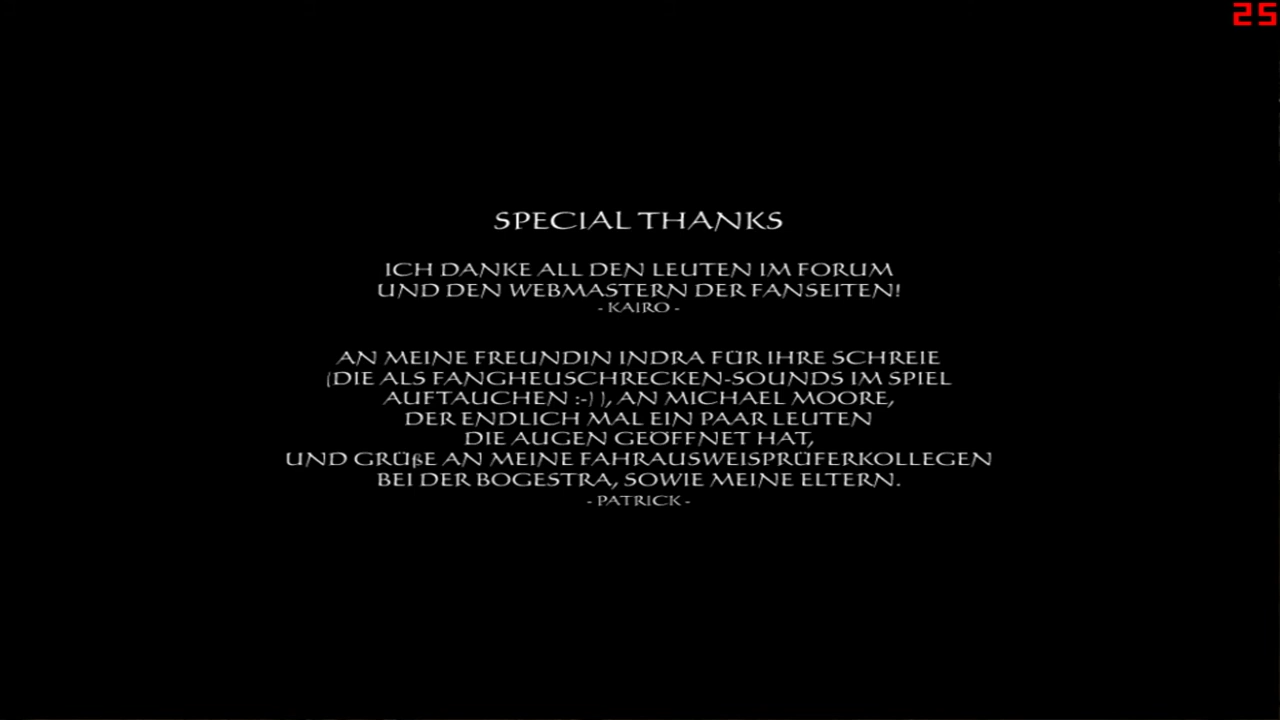 25
SPECIAL THANKS
ICH DANKE ALL DEN LEUTEN IM FORUM
UND DEN WEBMASTERN DER FANSEITEN!
- KAIRO -
AN MEINE FREUNDIN INDRA FÜR IHRE SCHREIE
(DIE ALS FANGHEUSCHRECKEN-SOUNDS IM SPIEL
AUFTAUCHEN :-) ), AN MICHAEL MOORE,
DER ENDLICH MAL EIN PAAR LEUTEN
DIE AUGEN GEÖFFNET HAT,
UND GRÜßE AN MEINE FAHRAUSWEISPRÜFERKOLLEGEN
BEI DER BOGESTRA, SOWIE MEINE ELTERN.
- PATRICK -